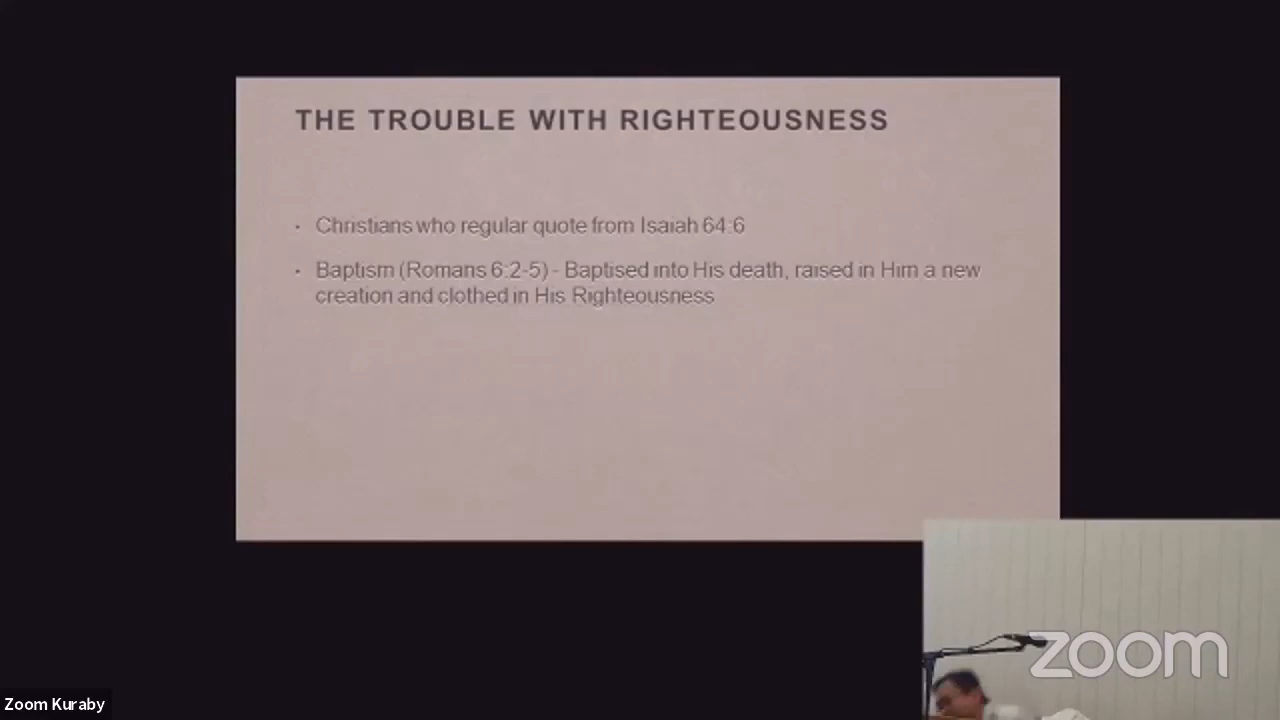 THE TROUBLE WITH RIGHTEOUSNESS
• Christians who regular quote from Isaiah 64:6
• Baptism (Romans 6:2-5) - Baptised into His death, raised in Him a new
creation and clothed in His Righteousness
zoom
Zoom Kuraby